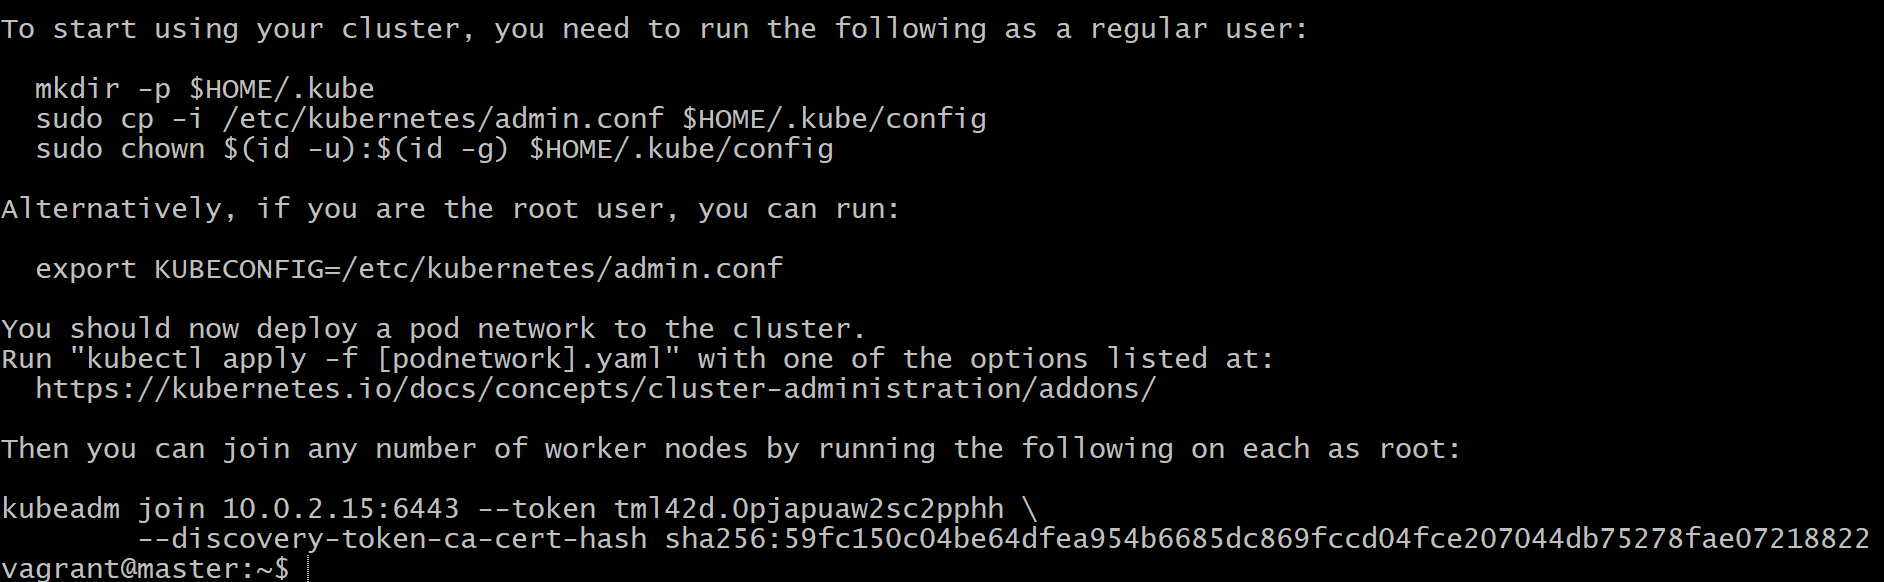 To start using your cluster, you need to run the following as a regular user:
mkdir -p $HOME/.kube
sudo cp -i /etc/kubernetes/admin.conf $HOME/.kube/config
sudo chown $(id -u):$(id -g) $HOME/.kube/config
Alternatively, if you are the root user, you can run:
export KUBECONFIG=/etc/kubernetes/admin.conf
You should now deploy a pod network to the cluster.
Run "kubectl apply -f [podnetwork].yaml" with one of the options listed at:
https://kubernetes.io/docs/concepts/cluster-administration/addons/
Then you can join any number of worker nodes by running the following on each as root:
kubeadm join 10.0.2.15:6443 --token tml42d.0pjapuaw2sc2pphh \
--discovery-token-ca-cert-hash sha256:59fc150c04be64dfea954b6685dc869fccd04fce207044db75278fae07218822
vagrant@master:~$